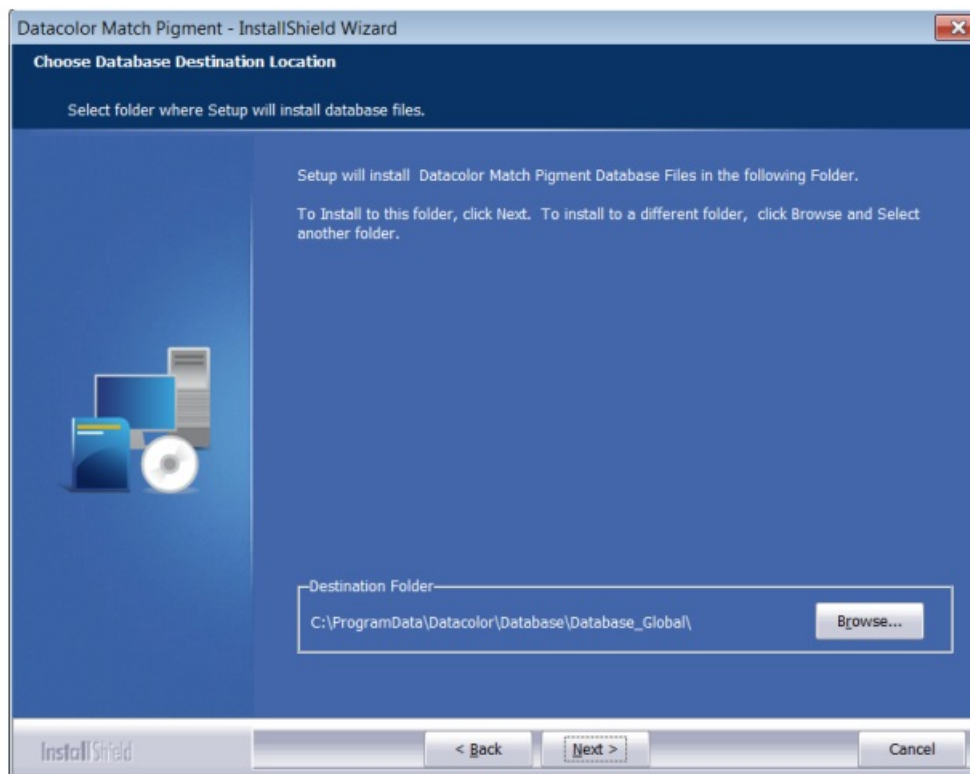 Datacolor Match Pigment - InstallShield Wizard
Choose Database Destination Location
Select folder where Setup will install database files.
Setup will install  Datacolor Match Pigment Database Files in the following Folder.
To Install to this folder, click Next.  To install to a different folder,  click Browse and Select
another folder.
Destination Folder
C:\ProgramData\Datacolor\Database\Database_Global\
Browse...
InstallShield
< Back
Next >
Cancel